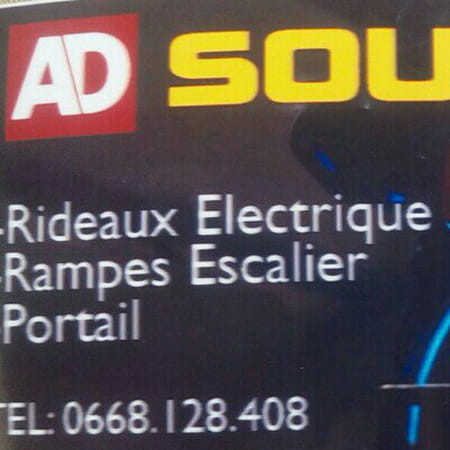 AD SOU
-Rideaux Electrique
-Rampes Escalier
-Portail
TEL: 0668.128.408